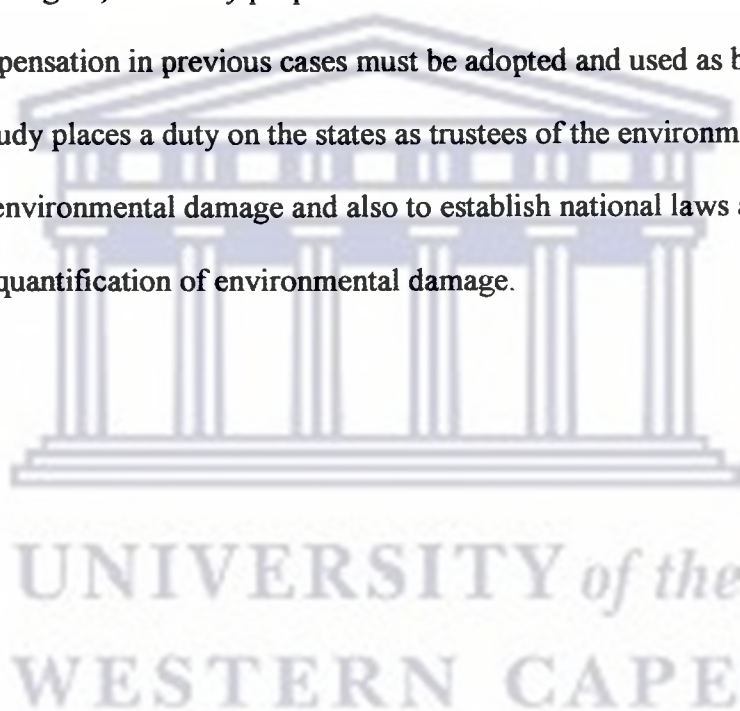 pensation in previous cases must be adopted and used as b
udy places a duty on the states as trustees of the environm
environmental damage and also to establish national laws a
quantification of environmental damage.
UNIVERSITY of the
WESTERN CAPE